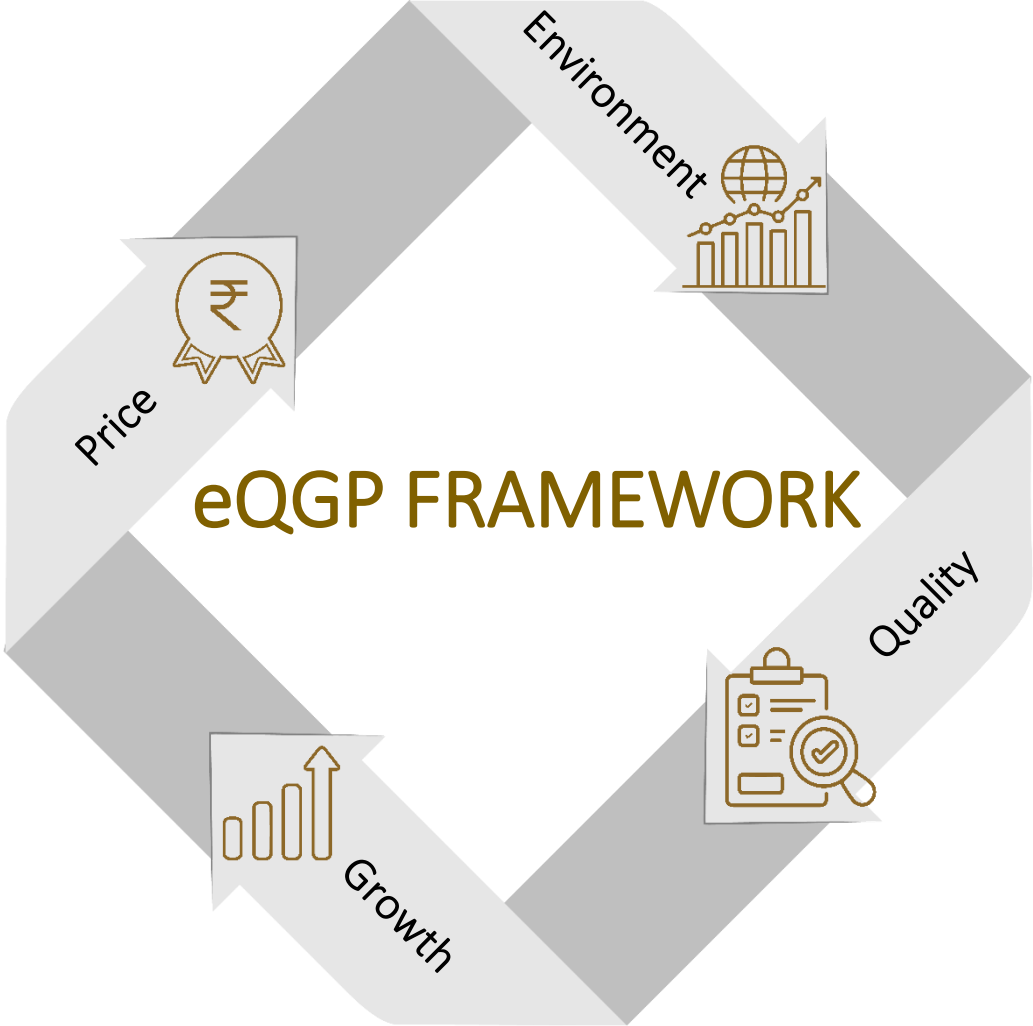 Environment
₹
Price
eQGP FRAMEWORK
Quality
Growth